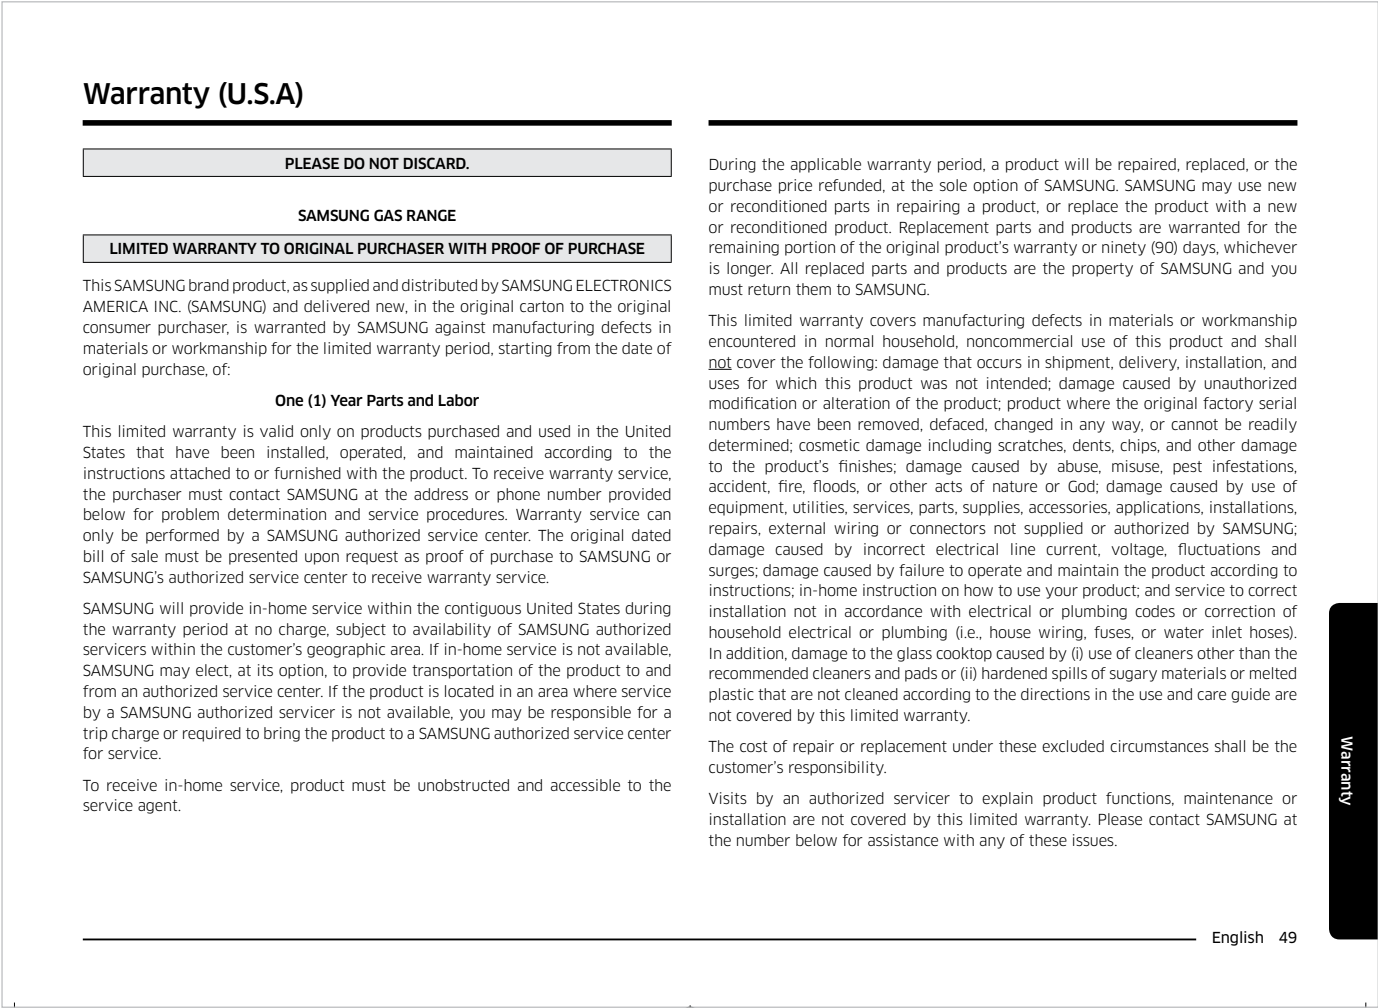 Warranty (U.S.A)
PLEASE DO NOT DISCARD.
SAMSUNG GAS RANGE
LIMITED WARRANTY TO ORIGINAL PURCHASER WITH PROOF OF PURCHASE
This SAMSUNG brand product, as supplied and distributed by SAMSUNG ELECTRONICS
AMERICA INC. (SAMSUNG) and delivered new, in the original carton to the original
consumer purchaser, is warranted by SAMSUNG against manufacturing defects in
materials or workmanship for the limited warranty period, starting from the date of
original purchase, of:
One (1) Year Parts and Labor
This limited warranty is valid only on products purchased and used in the United
States that have been installed, operated, and maintained according to the
instructions attached to or furnished with the product. To receive warranty service,
the purchaser must contact SAMSUNG at the address or phone number provided
below for problem determination and service procedures. Warranty service can
only be performed by a SAMSUNG authorized service center. The original dated
bill of sale must be presented upon request as proof of purchase to SAMSUNG or
SAMSUNG's authorized service center to receive warranty service.
SAMSUNG will provide in-home service within the contiguous United States during
the warranty period at no charge, subject to availability of SAMSUNG authorized
servicers within the customer's geographic area. If in-home service is not available,
SAMSUNG may elect, at its option, to provide transportation of the product to and
from an authorized service center. If the product is located in an area where service
by a SAMSUNG authorized servicer is not available, you may be responsible for a
trip charge or required to bring the product to a SAMSUNG authorized service center
for service.
To receive in-home service, product must be unobstructed and accessible to the
service agent.
During the applicable warranty period, a product will be repaired, replaced, or the
purchase price refunded, at the sole option of SAMSUNG. SAMSUNG may use new
or reconditioned parts in repairing a product, or replace the product with a new
or reconditioned product. Replacement parts and products are warranted for the
remaining portion of the original product's warranty or ninety (90) days, whichever
is longer. All replaced parts and products are the property of SAMSUNG and you
must return them to SAMSUNG.
This limited warranty covers manufacturing defects in materials or workmanship
encountered in normal household, noncommercial use of this product and shall
not cover the following: damage that occurs in shipment, delivery, installation, and
uses for which this product was not intended; damage caused by unauthorized
modification or alteration of the product; product where the original factory serial
numbers have been removed, defaced, changed in any way, or cannot be readily
determined; cosmetic damage including scratches, dents, chips, and other damage
to the product's finishes; damage caused by abuse, misuse, pest infestations,
accident, fire, floods, or other acts of nature or God; damage caused by use of
equipment, utilities, services, parts, supplies, accessories, applications, installations,
repairs, external wiring or connectors not supplied or authorized by SAMSUNG;
damage caused by incorrect electrical line current, voltage, fluctuations and
surges; damage caused by failure to operate and maintain the product according to
instructions; in-home instruction on how to use your product; and service to correct
installation not in accordance with electrical or plumbing codes or correction of
household electrical or plumbing (i.e., house wiring, fuses, or water inlet hoses).
In addition, damage to the glass cooktop caused by (i) use of cleaners other than the
recommended cleaners and pads or (ii) hardened spills of sugary materials or melted
plastic that are not cleaned according to the directions in the use and care guide are
not covered by this limited warranty.
The cost of repair or replacement under these excluded circumstances shall be the
customer's responsibility.
Visits by an authorized servicer to explain product functions, maintenance or
installation are not covered by this limited warranty. Please contact SAMSUNG at
the number below for assistance with any of these issues.
Warranty
English 49